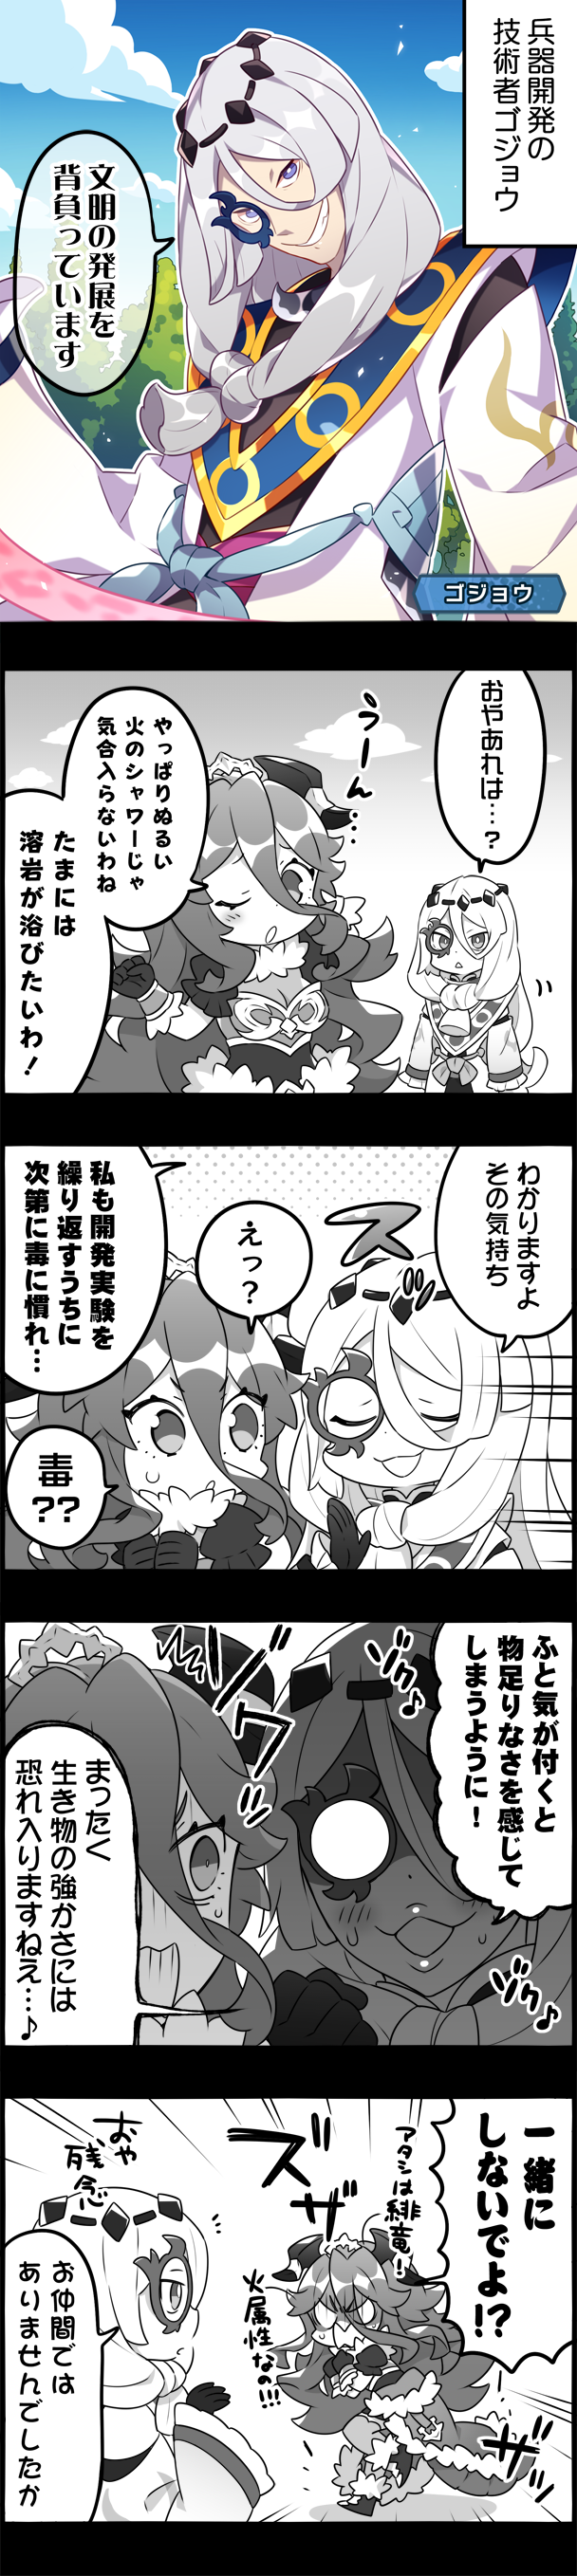 兵器開発の
技術者ゴジョウ
文明の発展を
背負っています
ゴジョウ
おやあれは…?
うーん…
やっぱりぬるい
火のシャワーじゃ
気合入らないわね
たまには
溶岩が浴びたいわ!
わかりますよ
その気持ち
スッ
えっ?
私も開発実験を
繰り返すうちに
次第に毒に慣れ…
毒
??
ふと気が付くと
物足りなさを感じて
しまうように!
ゾク♪
ゾク♪
まったく
生き物の強かさには
恐れ入りますねえ…♪
一緒に
しないでよ!?
アタシは緋竜!
火属性なの!!!
ズザザッ
おや
残念
お仲間では
ありませんでしたか